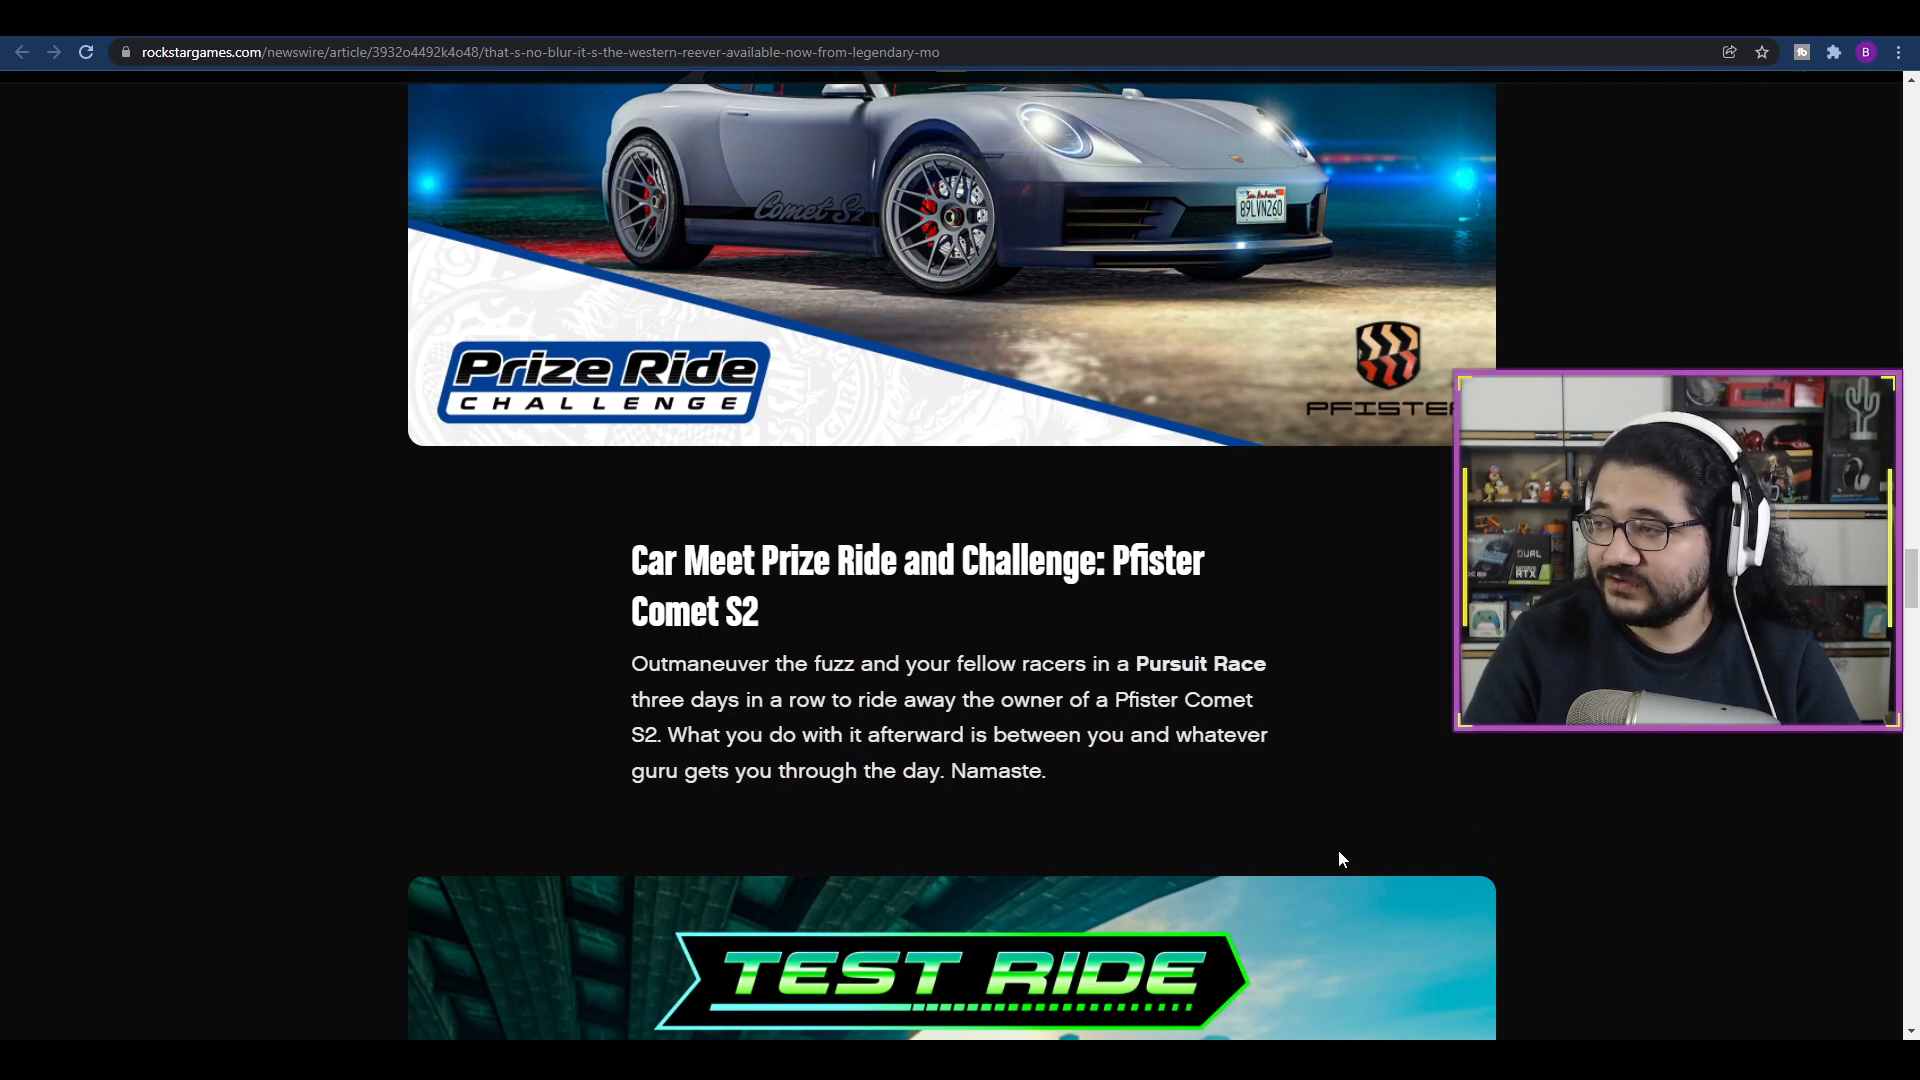 rockstargames.com/newswire/article/3932o4492k4o48/that-s-no-blur-it-s-the-western-reever-available-now-from-legendary-mo
B
Comet S2
89LVN260
Prize Ride
CHALLENGE
PFISTE
Car Meet Prize Ride and Challenge: Pfister
Comet S2
Outmaneuver the fuzz and your fellow racers in a Pursuit Race
three days in a row to ride away the owner of a Pfister Comet
S2. What you do with it afterward is between you and whatever
guru gets you through the day. Namaste.
DUAL
RTX
TEST RIDE